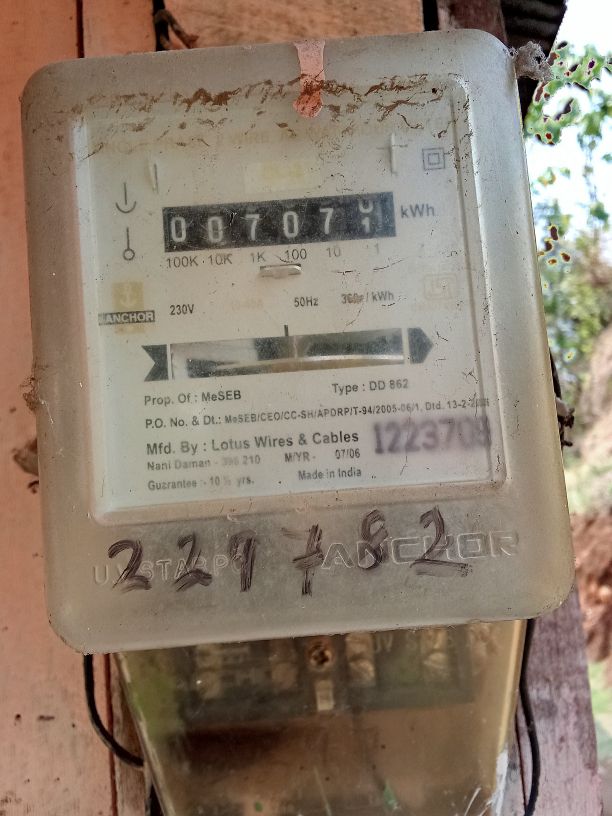 00707 kWh
100K 10K 1K 100 10 1
ANCHOR 230V 50Hz 360r/kWh
Prop. Of : MeSEB Type : DD 862
P.O. No. & Dt.: MeSEB/CEO/CC-SH/APDRP/T-94/2005-06/1, Dtd. 13-2-
Mfd. By : Lotus Wires & Cables 1223709
Nani Daman - 396 210 M/YR - 07/06
Guarantee :- 10 ½ yrs. Made in India
ANCHOR